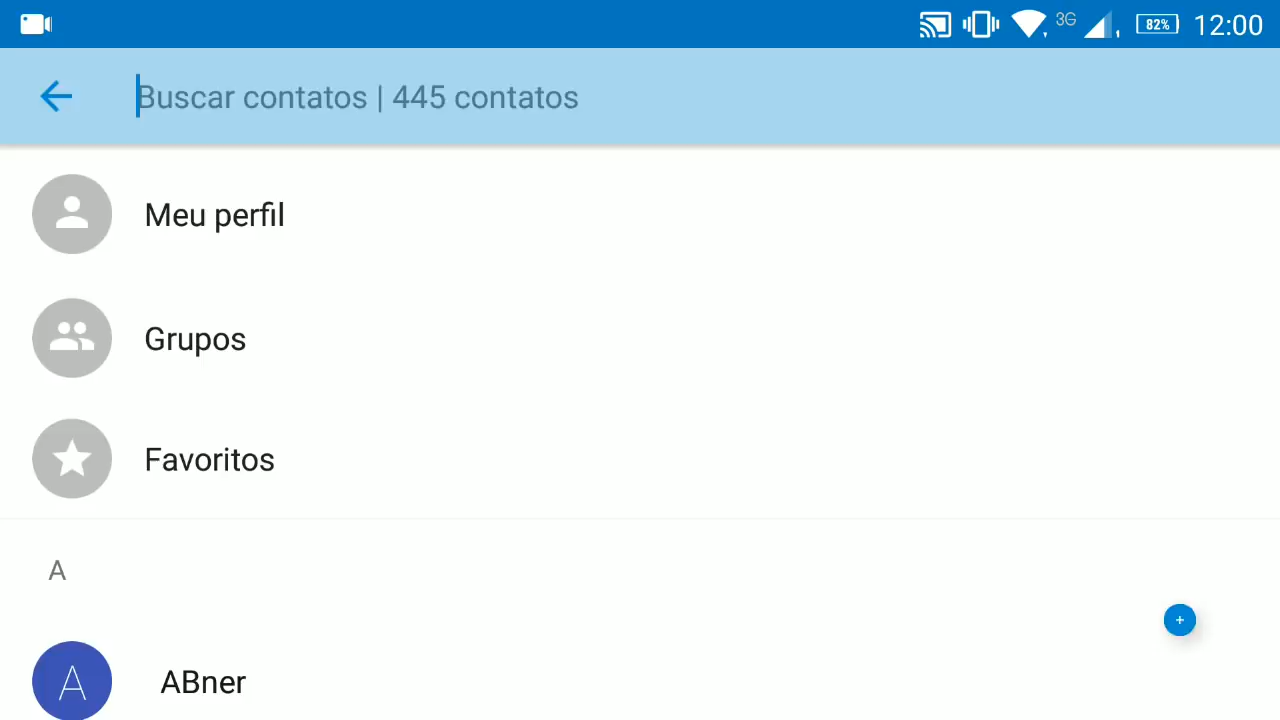 3G 82% 12:00
Buscar contatos | 445 contatos
Meu perfil
Grupos
Favoritos
A
A ABner